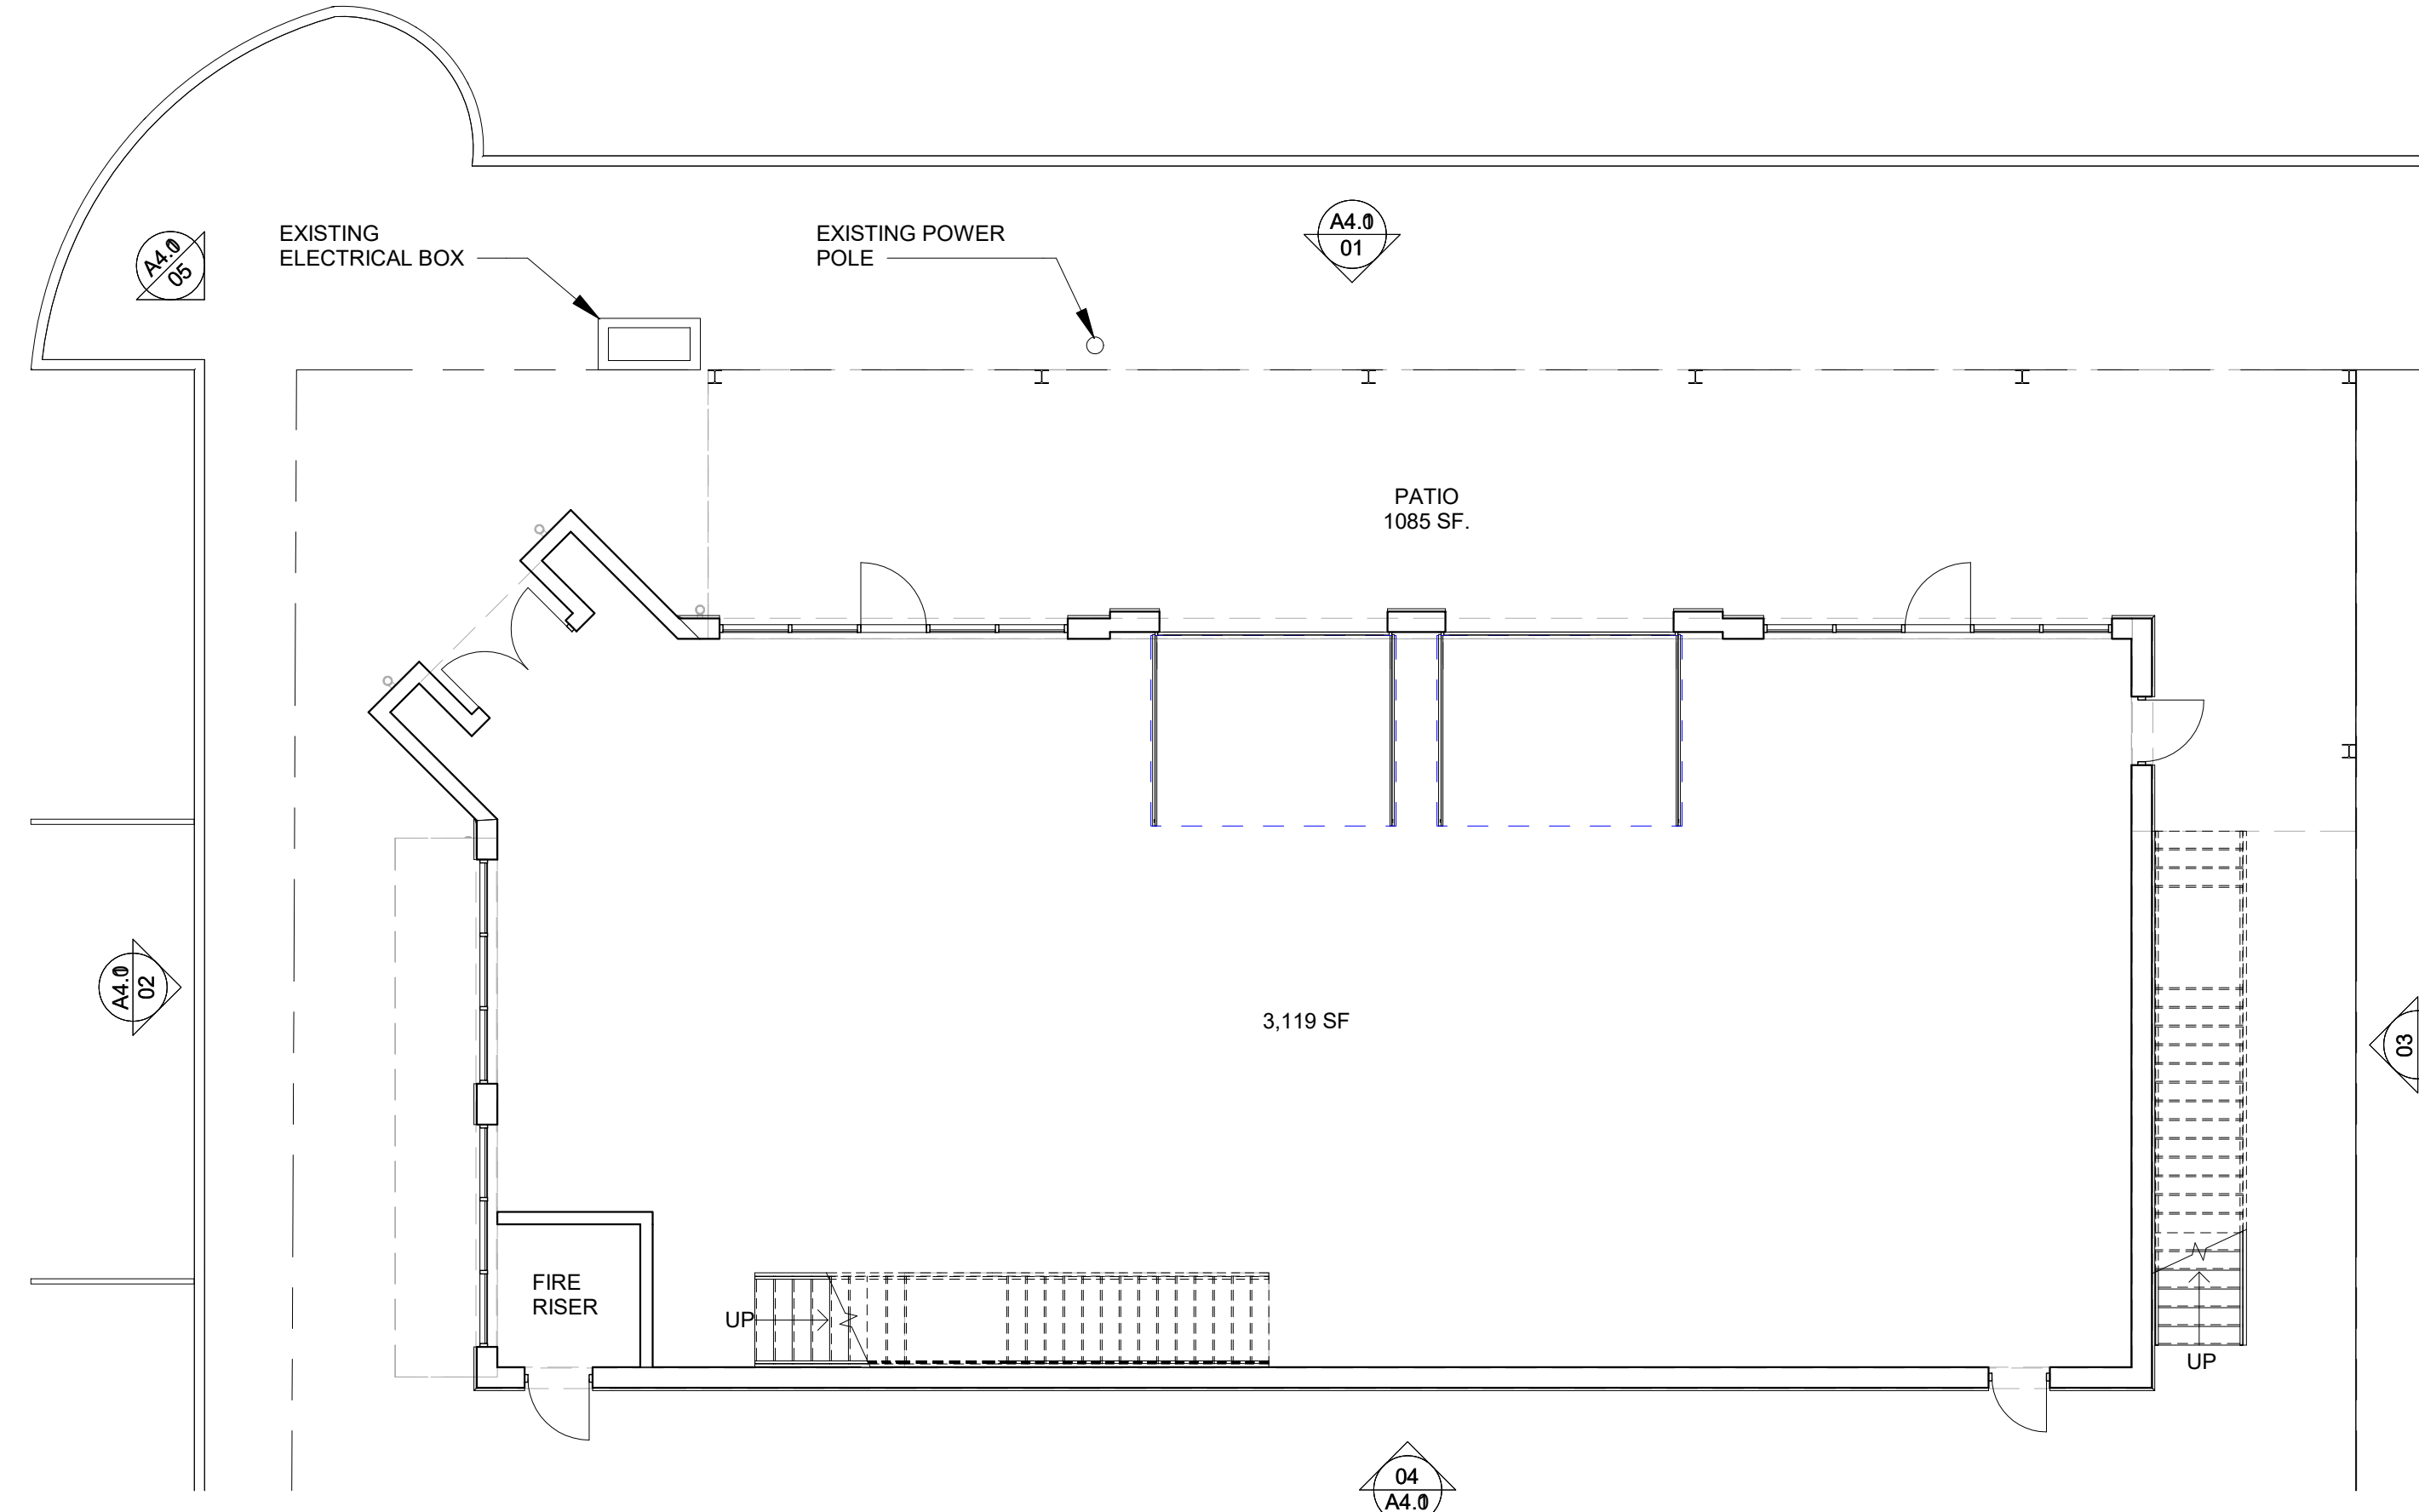 EXISTING
ELECTRICAL BOX
EXISTING POWER
POLE
A4.0
01
A4.0
05
PATIO
1085 SF.
A4.0
02
3,119 SF
03
FIRE
RISER
UP
UP
04
A4.0